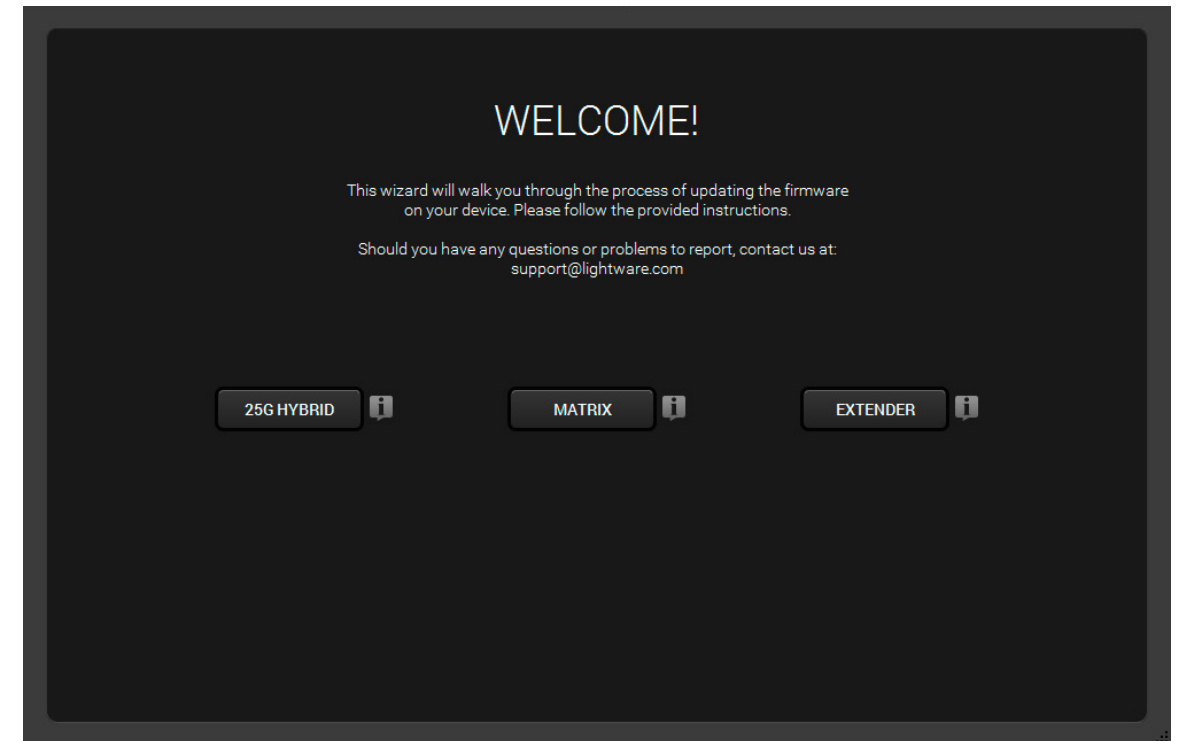 WELCOME!
This wizard will walk you through the process of updating the firmware
on your device. Please follow the provided instructions.
Should you have any questions or problems to report, contact us at:
support@lightware.com
25G HYBRID
MATRIX
EXTENDER